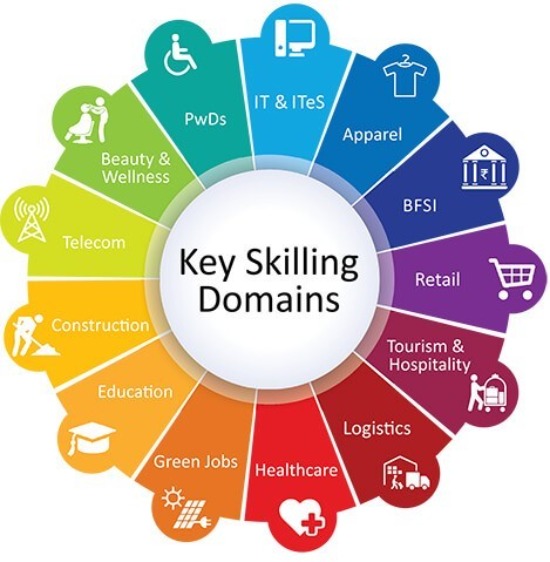 Key Skilling
Domains
IT & ITeS
Apparel
BFSI
₹
Retail
Tourism &
Hospitality
Logistics
Healthcare
Green Jobs
Education
Construction
Telecom
Beauty &
Wellness
PwDs